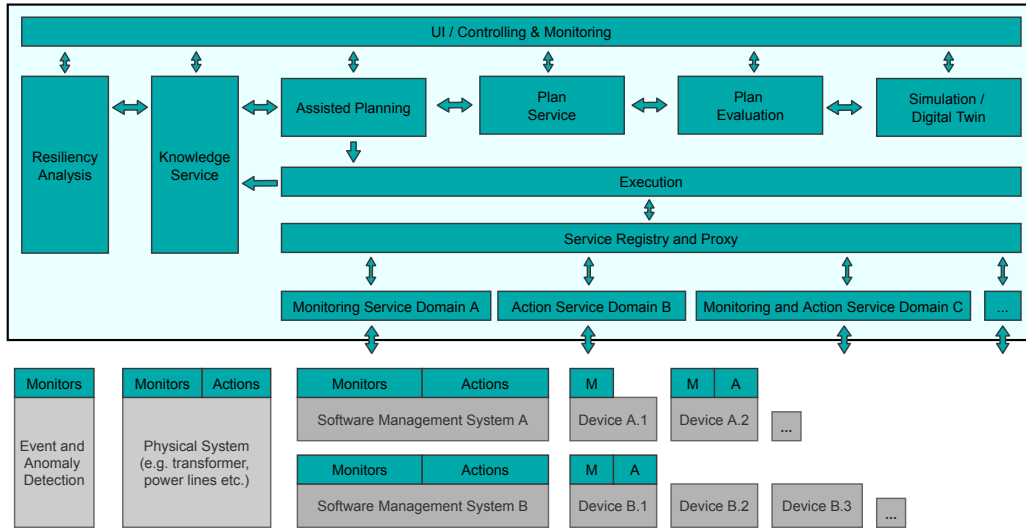 UI / Controlling & Monitoring
Resiliency
Analysis
Knowledge
Service
Assisted Planning
Plan
Service
Plan
Evaluation
Simulation /
Digital Twin
Execution
Service Registry and Proxy
Monitoring Service Domain A
Action Service Domain B
Monitoring and Action Service Domain C
...
Monitors
Event and
Anomaly
Detection
Monitors
Actions
Physical System
(e.g. transformer,
power lines etc.)
Monitors
Actions
Software Management System A
M
Device A.1
M
A
Device A.2
...
Monitors
Actions
Software Management System B
M
A
Device B.1
Device B.2
Device B.3
...